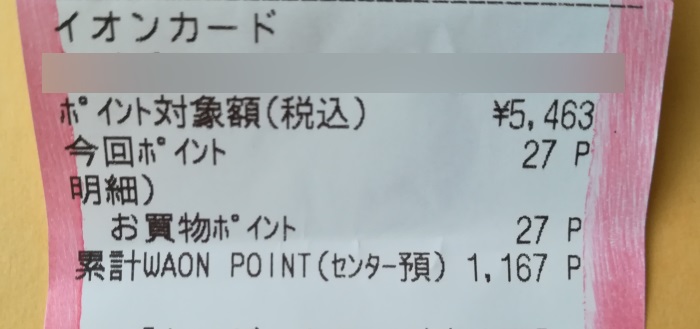 イオンカード
ポイント対象額(税込) ¥5,463
今回ポイント 27 P
明細)
お買物ポイント 27 P
累計WAON POINT(センター預) 1,167 P